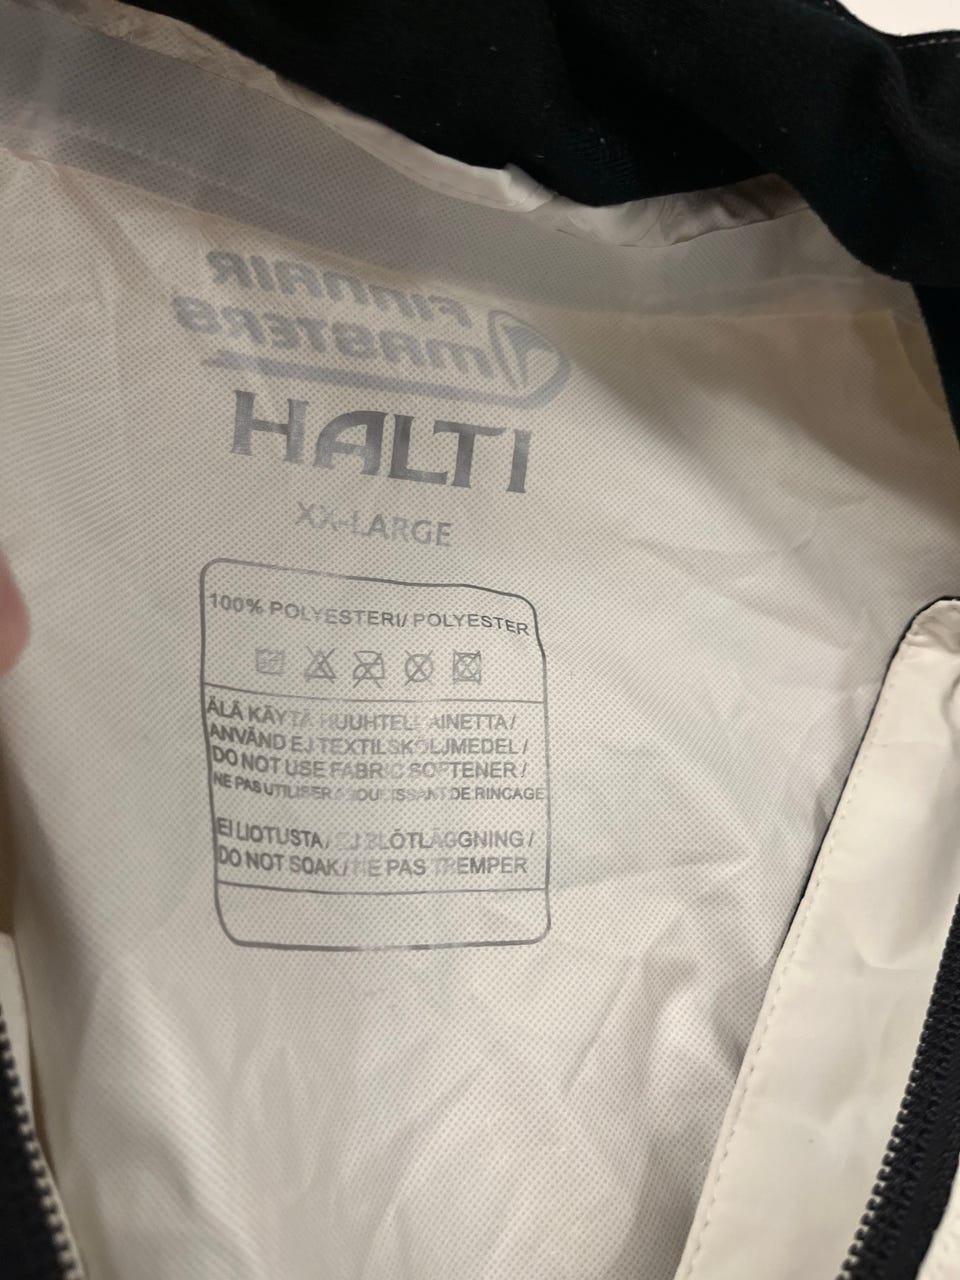 FINNAIR
MASTERS
HALTI
XX-LARGE
100% POLYESTERI/ POLYESTER
ÄLÄ KÄYTÄ HUUHTELUAINETTA/
ANVÄND EJ TEXTILSKÖLJMEDEL/
DO NOT USE FABRIC SOFTENER/
NE PAS UTILISER ADOUCISSANT DE RINCAGE
EI LIOTUSTA/ EJ BLÖTLÄGGNING/
DO NOT SOAK/ NE PAS TREMPER